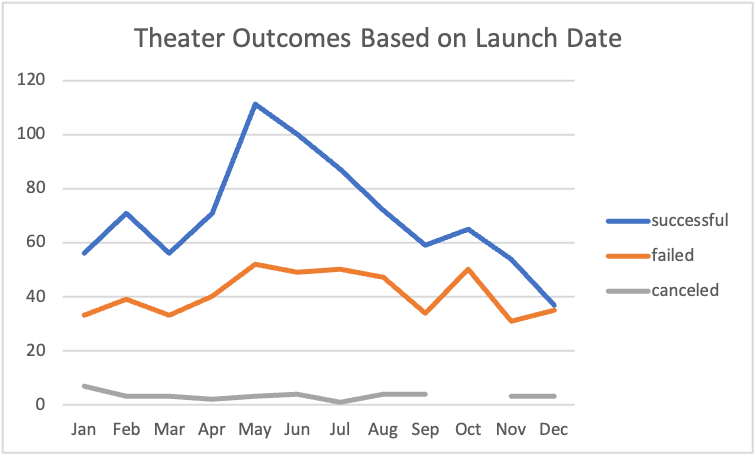 Theater Outcomes Based on Launch Date
120
100
80
60
40
20
0
Jan Feb Mar Apr May Jun Jul Aug Sep Oct Nov Dec
successful
failed
canceled